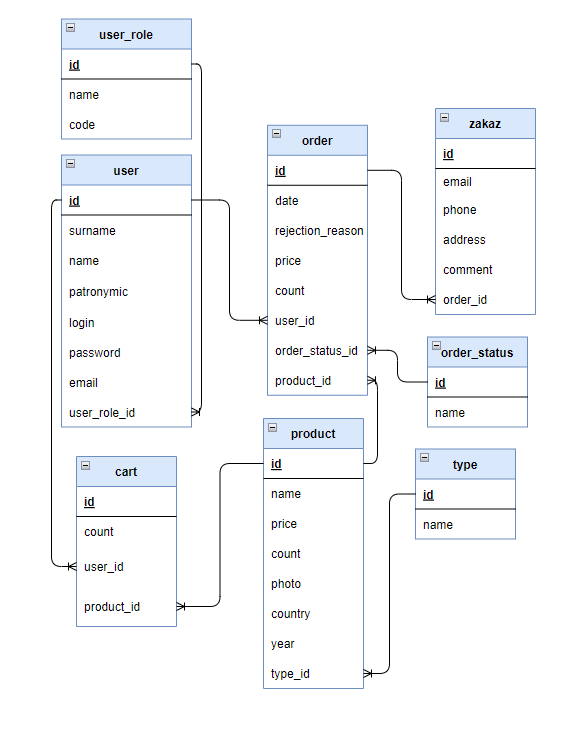 user_role
id
name
code
user
id
surname
name
patronymic
login
password
email
user_role_id
cart
id
count
user_id
product_id
order
id
date
rejection_reason
price
count
user_id
order_status_id
product_id
product
id
name
price
count
photo
country
year
type_id
zakaz
id
email
phone
address
comment
order_id
order_status
id
name
type
id
name